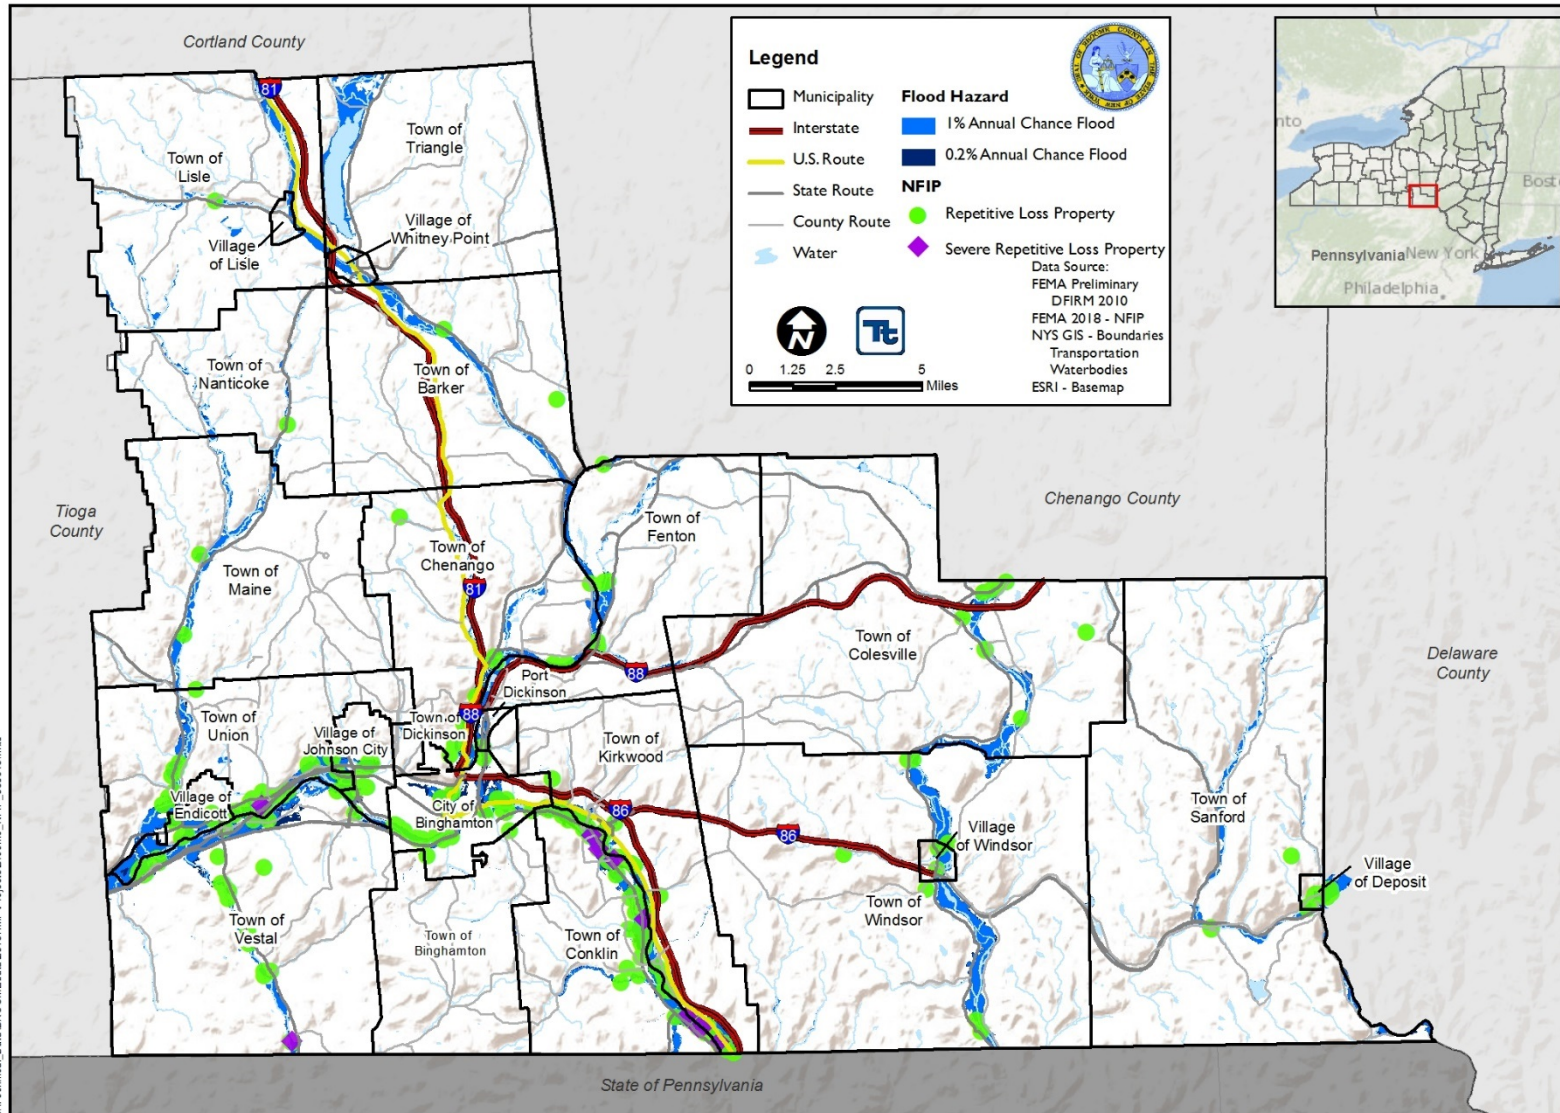 Cortland County
81
Town of
Triangle
Town of
Lisle
Village of
Whitney Point
Village
of Lisle
Town of
Nanticoke
Town of
Barker
Tioga
County
Town of
Chenango
Town of
Fenton
Town of
Maine
81
Chenango County
Town of
Colesville
88
Port
Dickinson
88
Town of
Dickinson
Town of
Union
Village of
Johnson City
Town of
Kirkwood
Delaware
County
Village of
Endicott
City of
Binghamton
86
86
Town of
Sanford
Village
of Windsor
Village
of Deposit
Town of
Windsor
Town of
Vestal
Town of
Binghamton
Town of
Conklin
State of Pennsylvania
Legend
Municipality
Interstate
U.S. Route
State Route
County Route
Water
Flood Hazard
1% Annual Chance Flood
0.2% Annual Chance Flood
NFIP
Repetitive Loss Property
Severe Repetitive Loss Property
Data Source:
FEMA Preliminary
DFIRM 2010
FEMA 2018 - NFIP
NYS GIS - Boundaries
Transportation
Waterbodies
ESRI - Basemap
N
Tt
0 1.25 2.5 5
Miles
nto
Bost
Pennsylvania New York
Philadelphia